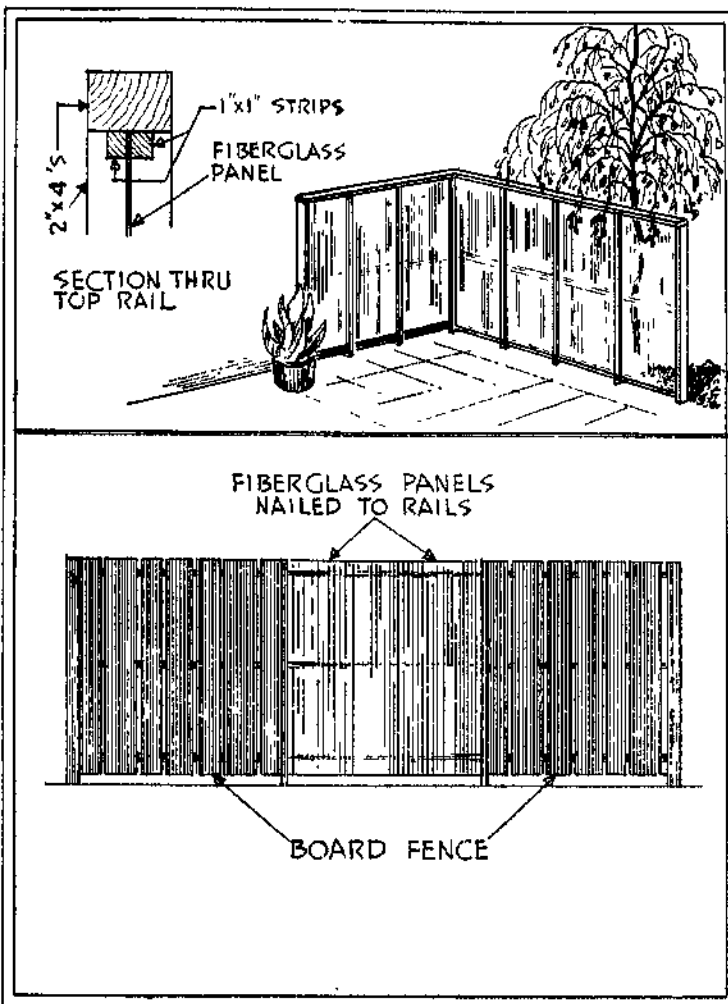 1"x1" STRIPS
FIBERGLASS
PANEL
2"x4"'S
SECTION THRU
TOP RAIL
FIBERGLASS PANELS
NAILED TO RAILS
BOARD FENCE